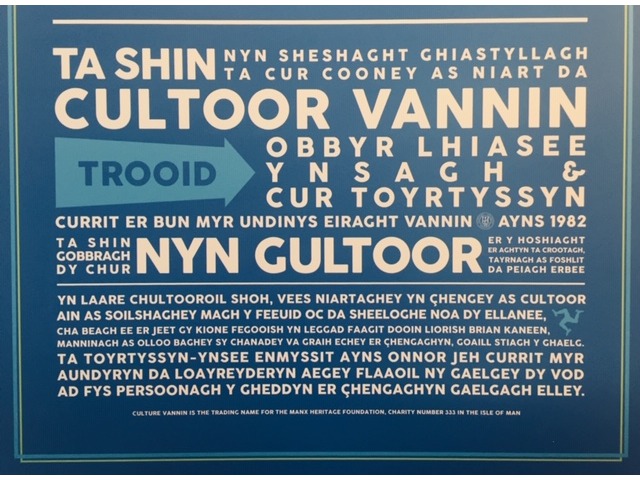 TA SHIN NYN SHESHAGHT GHIASTYLLAGH
TA CUR COONEY AS NIART DA
CULTOOR VANNIN
TROOID
OBBYR LHIASEE
YNSAGH &
CUR TOYRTYSSYN
CURRIT ER BUN MYR UNDINYS EIRAGHT VANNIN AYNS 1982
TA SHIN
GOBBRAGH
DY CHUR
NYN GULTOOR
ER Y HOSHIAGHT
ER AGHTYN TA CROOTAGH,
TAYRNAGH AS FOSHLIT
DA PEIAGH ERBEE
YN LAARE CHULTOOROIL SHOH, VEES NIARTAGHEY YN ÇHENGEY AS CULTOOR
AIN AS SOILSHAGHEY MAGH Y FEEUID OC DA SHEELOGHE NOA DY ELLANEE,
CHA BEAGH EE ER JEET GY KIONE FEGOOISH YN LEGGAD FAAGIT DOOIN LIORISH BRIAN KANEEN,
MANNINAGH AS OLLOO BAGHEY SY CHANADEY VA GRAIH ECHEY ER ÇHENGAGHYN, GOAILL STIAGH Y GHAELG.
TA TOYRTYSSYN-YNSEE ENMYSSIT AYNS ONNOR JEH CURRIT MYR
AUNDYRYN DA LOAYREYDERYN AEGEY FLAAOIL NY GAELGEY DY VOD
AD FYS PERSOONAGH Y GHEDDYN ER ÇHENGAGHYN GAELGAGH ELLEY.
CULTURE VANNIN IS THE TRADING NAME FOR THE MANX HERITAGE FOUNDATION, CHARITY NUMBER 333 IN THE ISLE OF MAN